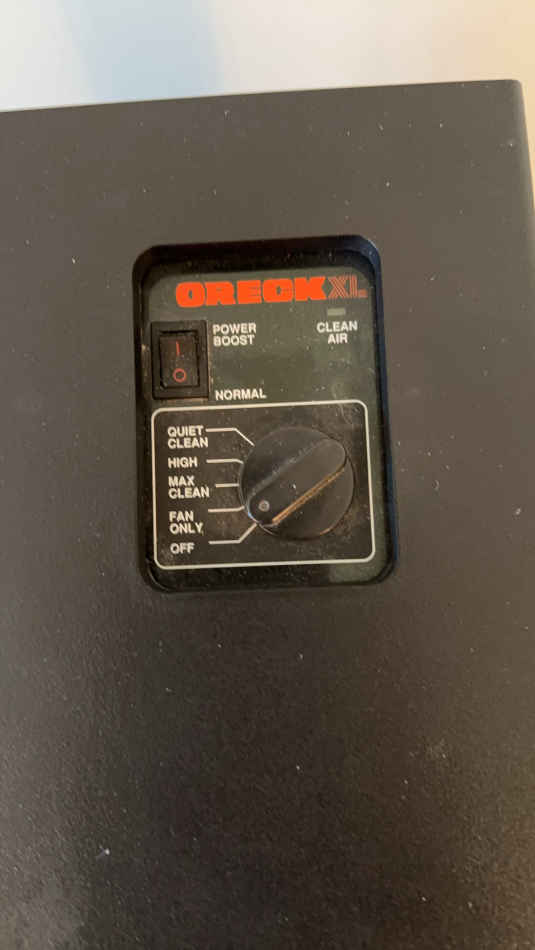 ORECK XL
POWER
BOOST
CLEAN
AIR
I
O
NORMAL
QUIET
CLEAN
HIGH
MAX
CLEAN
FAN
ONLY
OFF